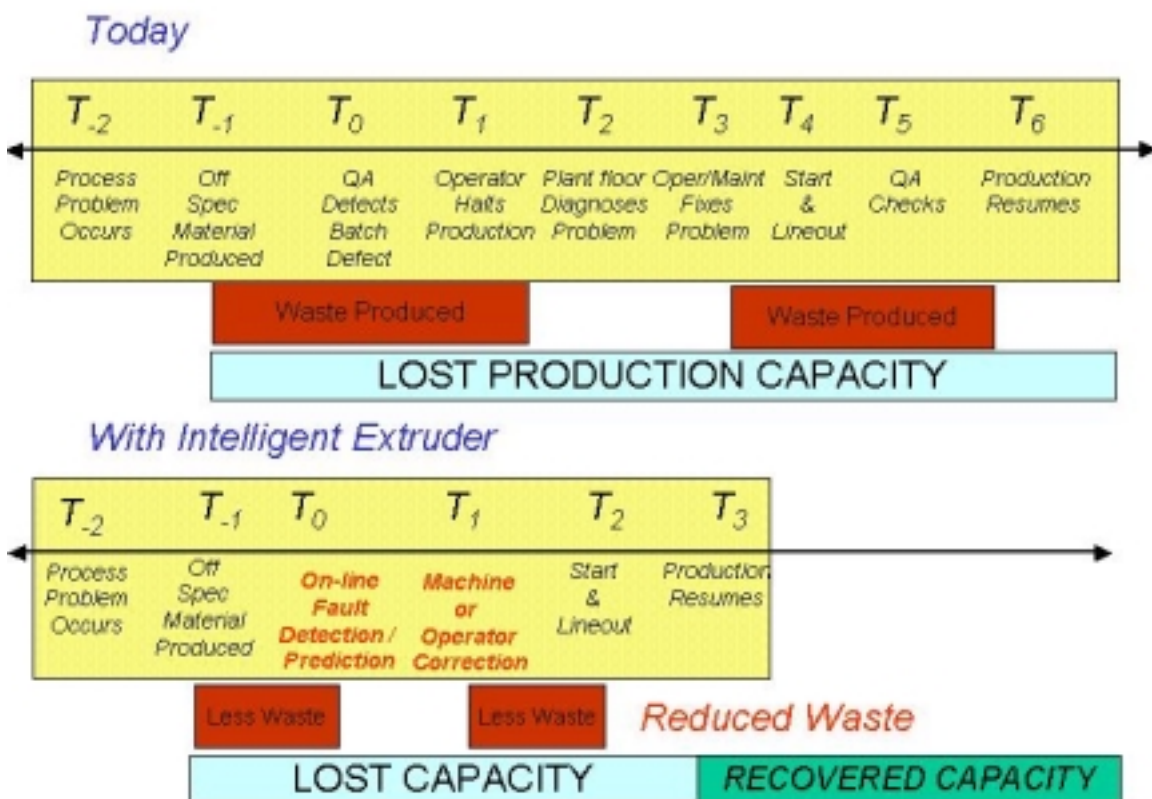 Today
T-2 T-1 T0 T1 T2 T3 T4 T5 T6
Process
Problem
Occurs
Off
Spec
Material
Produced
QA
Detects
Batch
Defect
Operator
Halts
Production
Plant floor
Diagnoses
Problem
Oper/Maint
Fixes
Problem
Start
&
Lineout
QA
Checks
Production
Resumes
Waste Produced
Waste Produced
LOST PRODUCTION CAPACITY
With Intelligent Extruder
T-2 T-1 T0 T1 T2 T3
Process
Problem
Occurs
Off
Spec
Material
Produced
On-line
Fault
Detection /
Prediction
Machine
or
Operator
Correction
Start
&
Lineout
Production
Resumes
Less Waste
Less Waste
Reduced Waste
LOST CAPACITY
RECOVERED CAPACITY